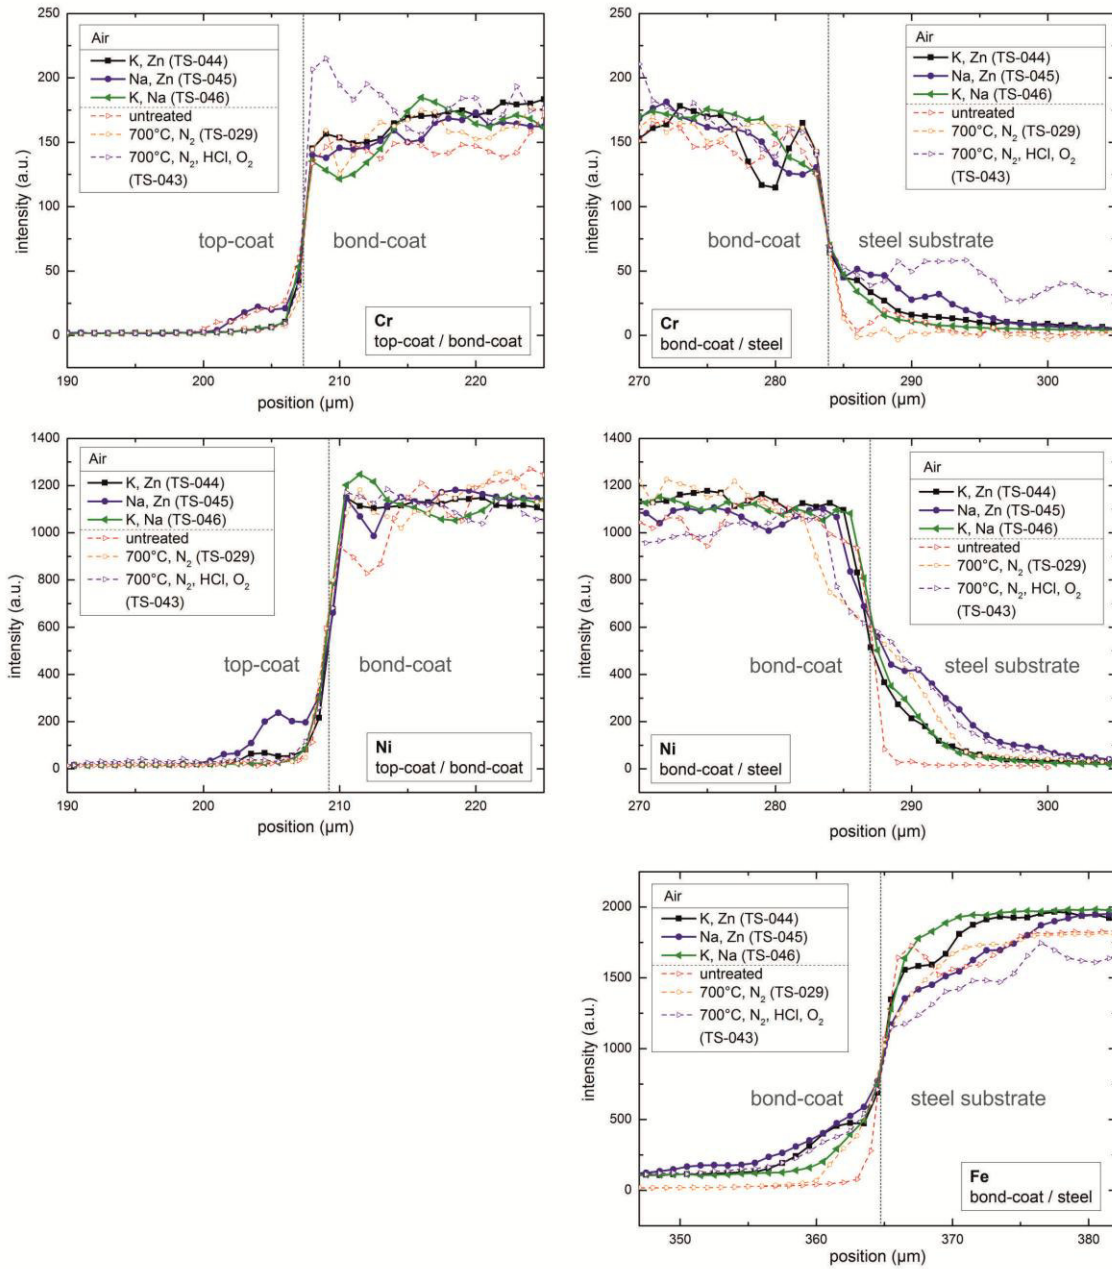 250
200
150
100
50
0
intensity (a.u.)
Air
K, Zn (TS-044)
Na, Zn (TS-045)
K, Na (TS-046)
untreated
700°C, N₂ (TS-029)
700°C, N₂, HCl, O₂
(TS-043)
top-coat
bond-coat
Cr
top-coat / bond-coat
190 200 210 220
position (µm)
250
200
150
100
50
0
intensity (a.u.)
Air
K, Zn (TS-044)
Na, Zn (TS-045)
K, Na (TS-046)
untreated
700°C, N₂ (TS-029)
700°C, N₂, HCl, O₂
(TS-043)
bond-coat
steel substrate
Cr
bond-coat / steel
270 280 290 300
position (µm)
1400
1200
1000
800
600
400
200
0
intensity (a.u.)
Air
K, Zn (TS-044)
Na, Zn (TS-045)
K, Na (TS-046)
untreated
700°C, N₂ (TS-029)
700°C, N₂, HCl, O₂
(TS-043)
top-coat
bond-coat
Ni
top-coat / bond-coat
190 200 210 220
position (µm)
1400
1200
1000
800
600
400
200
0
intensity (a.u.)
Air
K, Zn (TS-044)
Na, Zn (TS-045)
K, Na (TS-046)
untreated
700°C, N₂ (TS-029)
700°C, N₂, HCl, O₂
(TS-043)
bond-coat
steel substrate
Ni
bond-coat / steel
270 280 290 300
position (µm)
2000
1500
1000
500
0
intensity (a.u.)
Air
K, Zn (TS-044)
Na, Zn (TS-045)
K, Na (TS-046)
untreated
700°C, N₂ (TS-029)
700°C, N₂, HCl, O₂
(TS-043)
bond-coat
steel substrate
Fe
bond-coat / steel
350 360 370 380
position (µm)